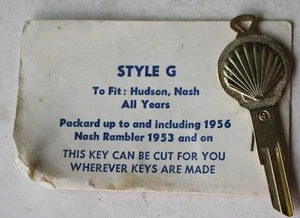 STYLE G
To Fit: Hudson, Nash
All Years
Packard up to and including 1956
Nash Rambler 1953 and on
THIS KEY CAN BE CUT FOR YOU
WHEREVER KEYS ARE MADE
G